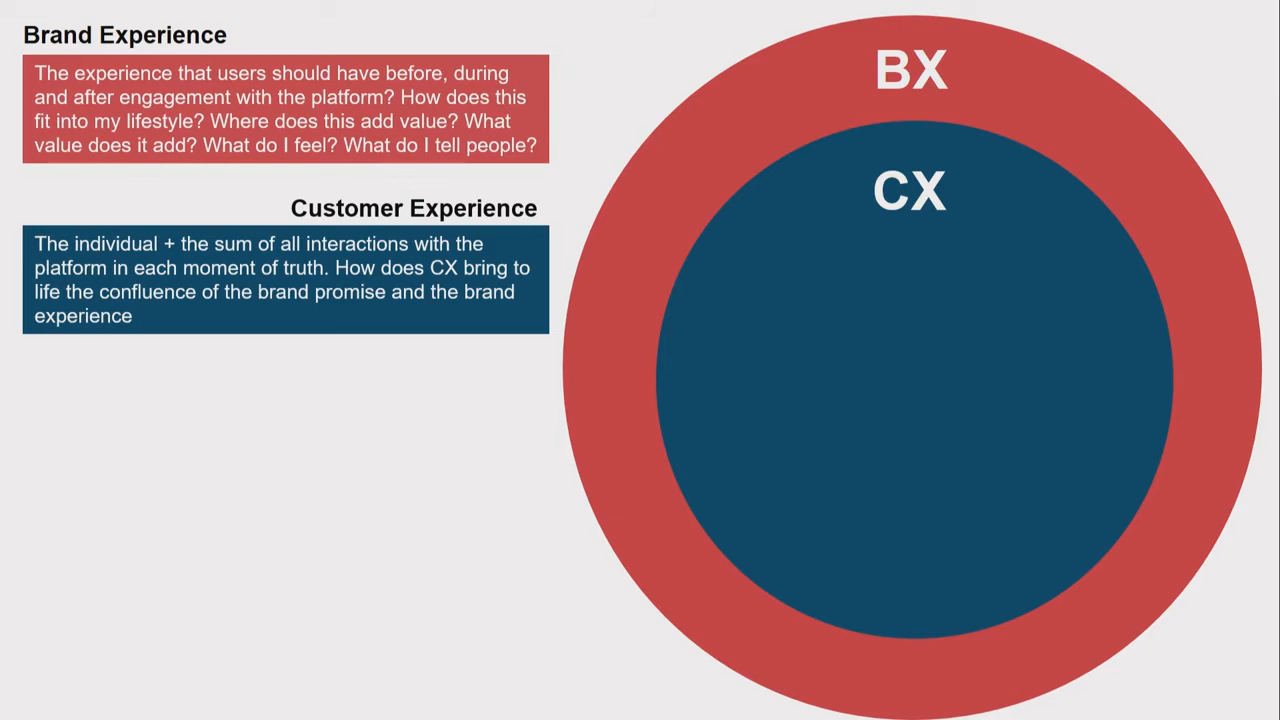 Brand Experience
The experience that users should have before, during
and after engagement with the platform? How does this
fit into my lifestyle? Where does this add value? What
value does it add? What do I feel? What do I tell people?
Customer Experience
The individual + the sum of all interactions with the
platform in each moment of truth. How does CX bring to
life the confluence of the brand promise and the brand
experience
BX
CX